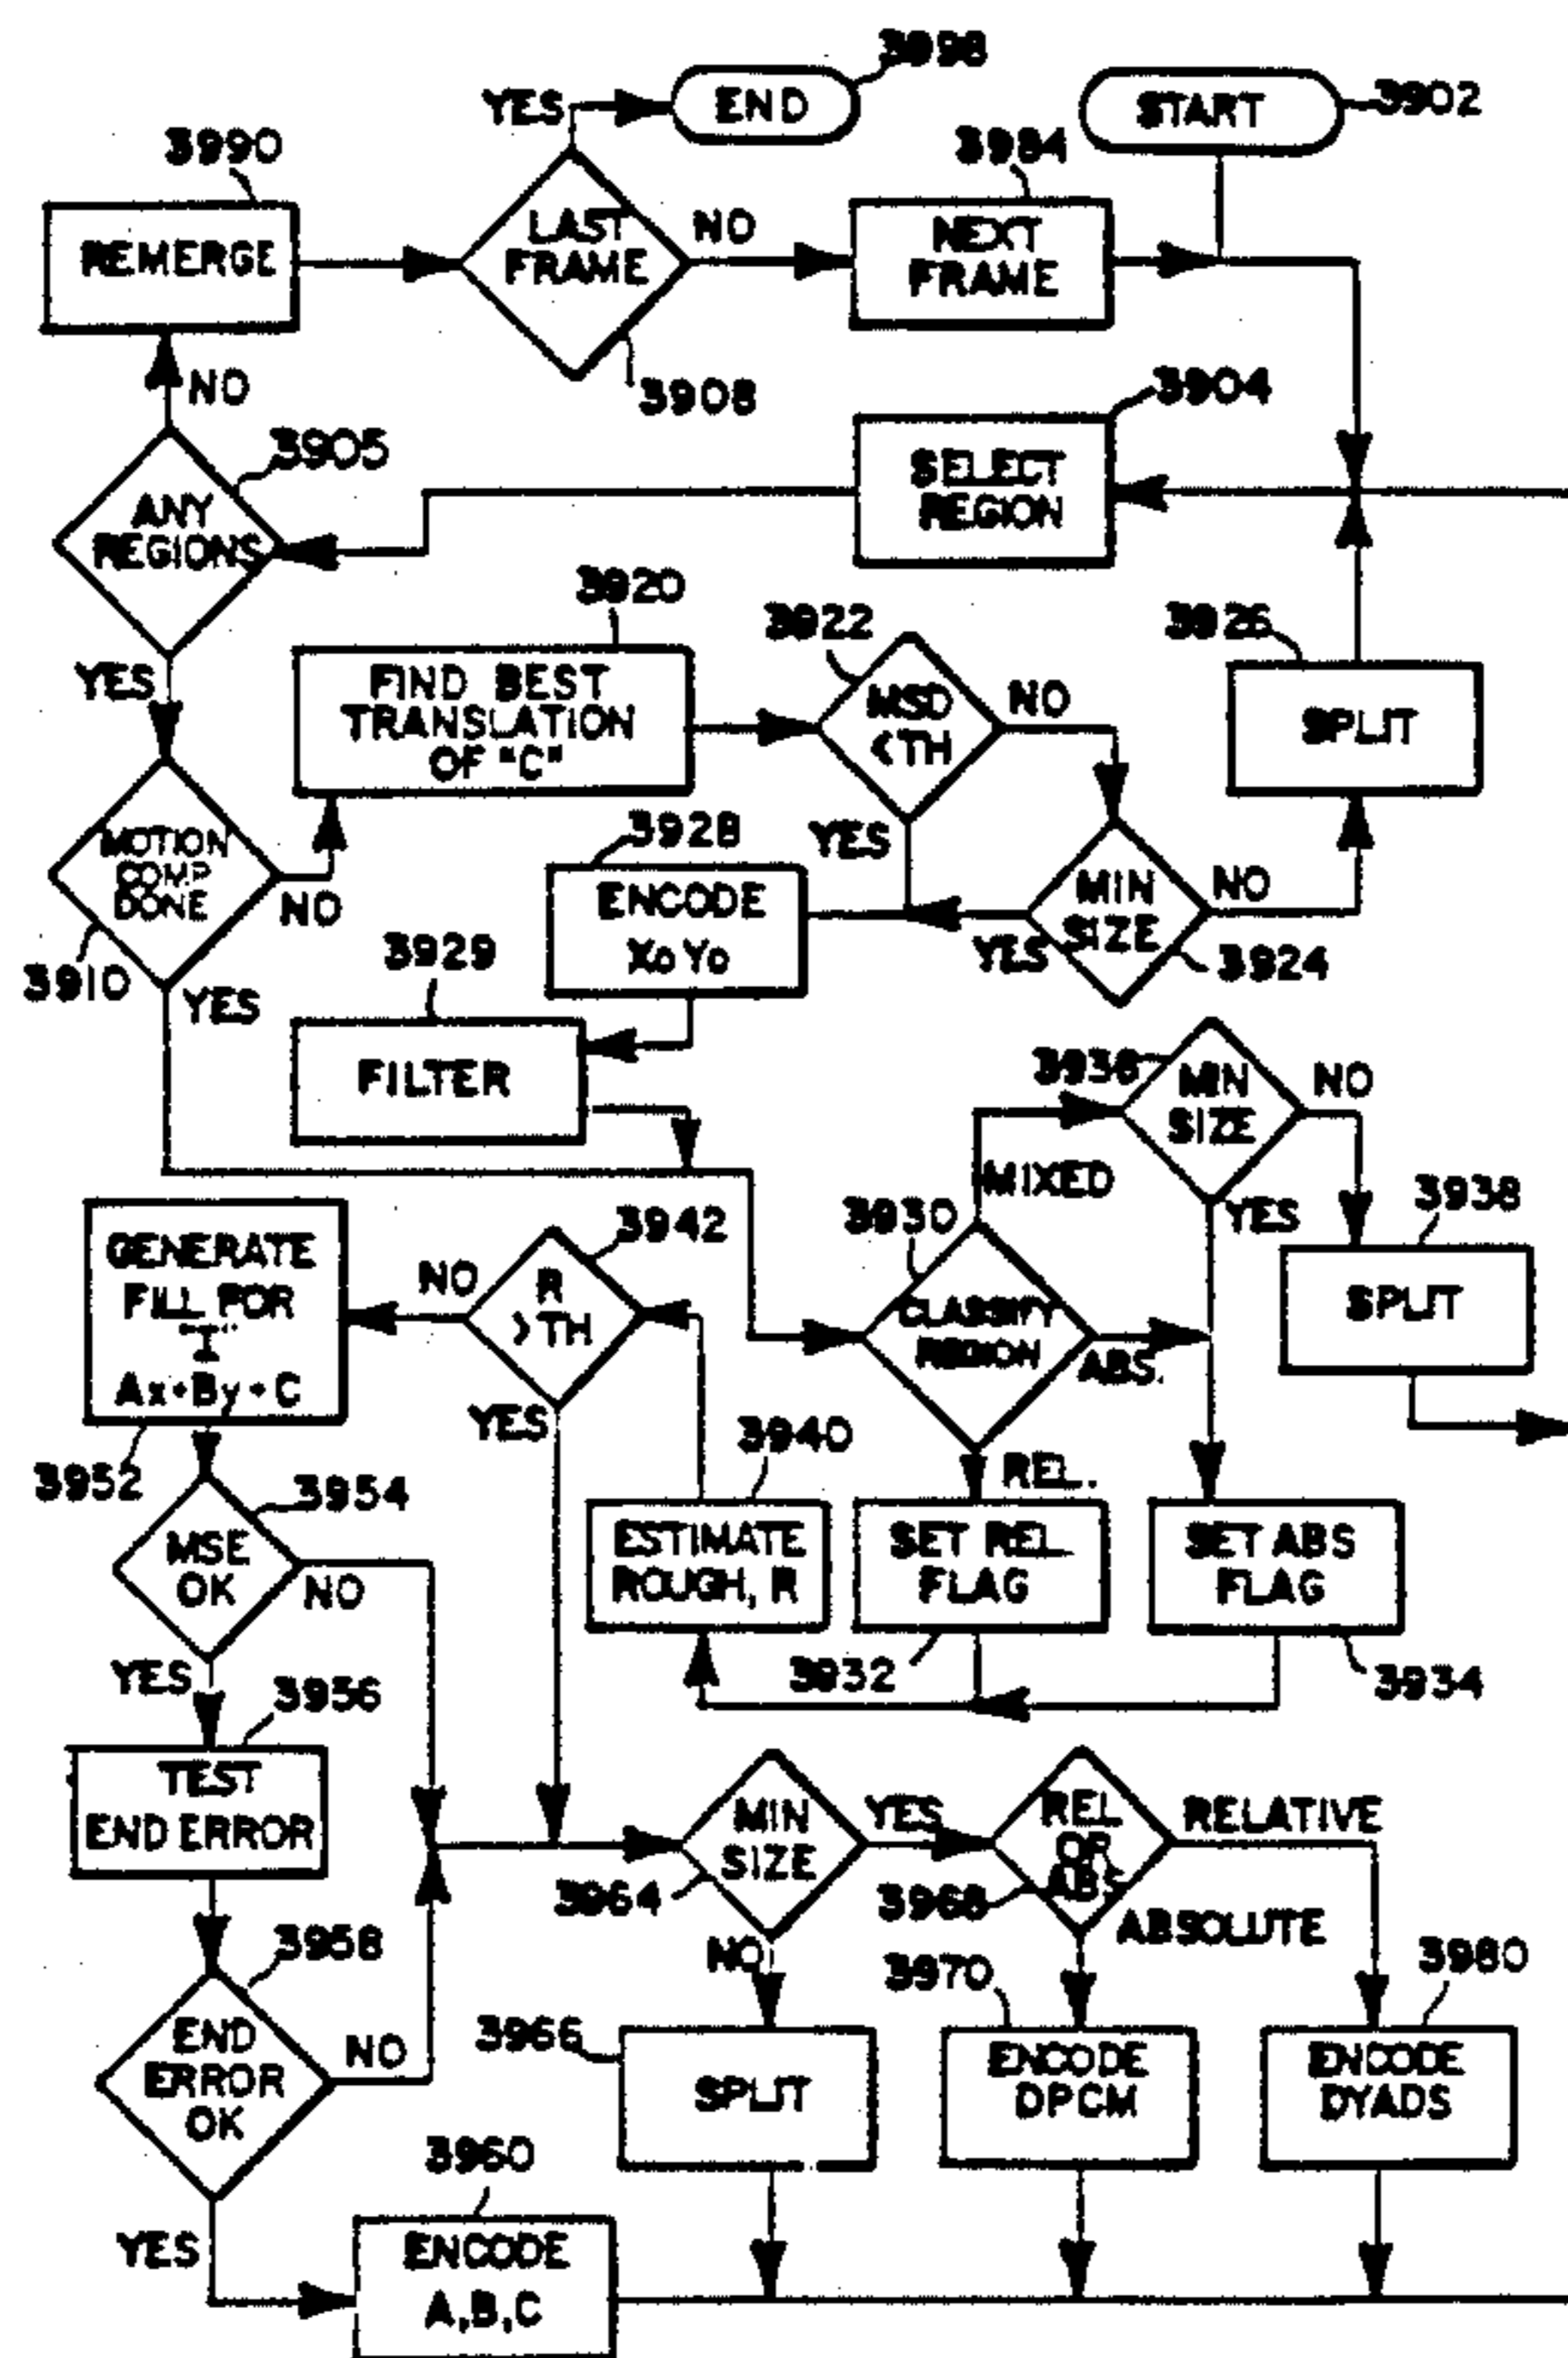 3998
YES
END
START
3902
3990
3984
REMERGE
LAST
FRAME
NO
NEXT
FRAME
3908
NO
3904
3905
SELECT
REGION
ANY
REGIONS
3920
3922
3926
YES
FIND BEST
TRANSLATION
OF "C"
MSD
<TH
NO
SPLIT
MOTION
COMP
DONE
NO
3928
YES
ENCODE
Xo Yo
MIN
SIZE
NO
YES
3924
3910
YES
3929
FILTER
3936
MIN
SIZE
NO
MIXED
YES
3938
SPLIT
GENERATE
FILL FOR
I
Ax+By+C
NO
R
>TH
3942
3930
CLASSIFY
REGION
ABS.
YES
3952
3954
3940
REL.
MSE
OK
NO
ESTIMATE
ROUGH, R
SET REL
FLAG
SET ABS
FLAG
YES
3956
3932
3934
TEST
END ERROR
MIN
SIZE
YES
REL
OR
ABS
RELATIVE
3964
3968
ABSOLUTE
3958
NO
3970
3980
END
ERROR
OK
NO
3966
SPLIT
ENCODE
DPCM
ENCODE
DYADS
YES
3960
ENCODE
A,B,C